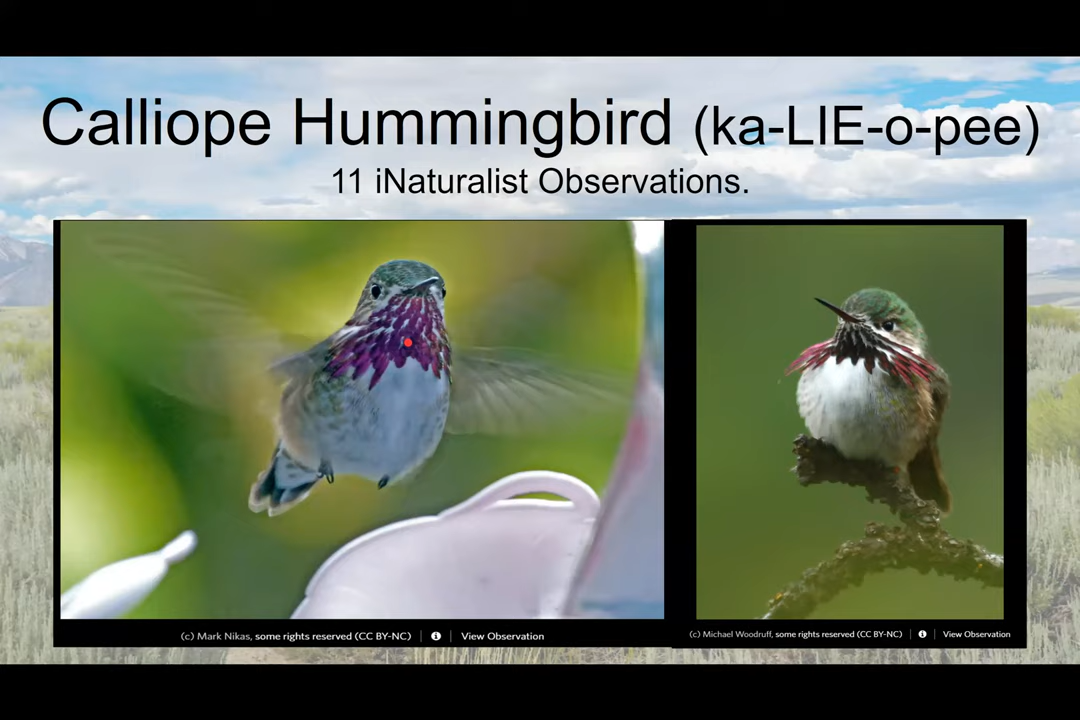 Calliope Hummingbird (ka-LIE-o-pee)
11 iNaturalist Observations.
(c) Mark Nikas, some rights reserved (CC BY-NC) | View Observation
(c) Michael Woodruff, some rights reserved (CC BY-NC) | View Observation